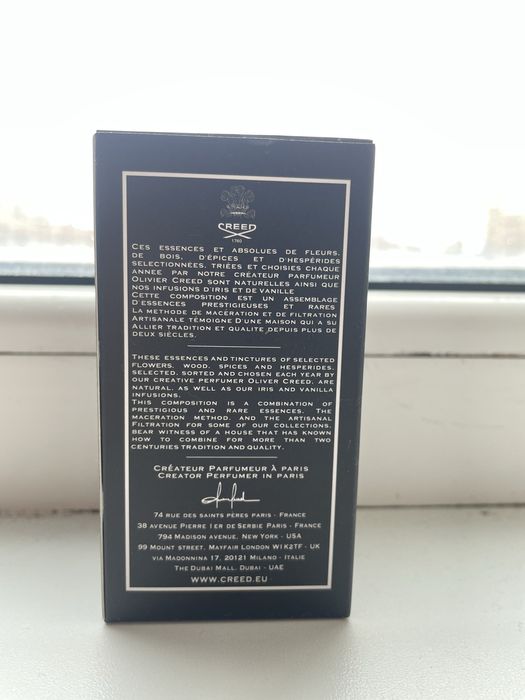 CREED
1760
CES ESSENCES ET ABSOLUES DE FLEURS,
DE BOIS, D'ÉPICES ET D'HESPÉRIDES
SELECTIONNÉES, TRIÉES ET CHOISIES CHAQUE
ANNÉE PAR NOTRE CRÉATEUR PARFUMEUR
OLIVIER CREED SONT NATURELLES AINSI QUE
NOS INFUSIONS D'IRIS ET DE VANILLE
CETTE COMPOSITION EST UN ASSEMBLAGE
D'ESSENCES PRESTIGIEUSES ET RARES
LA METHODE DE MACÉRATION ET DE FILTRATION
ARTISANALE TÉMOIGNE D'UNE MAISON QUI A SU
ALLIER TRADITION ET QUALITE DEPUIS PLUS DE
DEUX SIÈCLES.
THESE ESSENCES AND TINCTURES OF SELECTED
FLOWERS, WOOD, SPICES AND HESPERIDES,
SELECTED, SORTED AND CHOSEN EACH YEAR BY
OUR CREATIVE PERFUMER OLIVER CREED, ARE
NATURAL, AS WELL AS OUR IRIS AND VANILLA
INFUSIONS.
THIS COMPOSITION IS A COMBINATION OF
PRESTIGIOUS AND RARE ESSENCES. THE
MACERATION METHOD, AND THE ARTISANAL
FILTRATION FOR SOME OF OUR COLLECTIONS,
BEAR WITNESS OF A HOUSE THAT HAS KNOWN
HOW TO COMBINE FOR MORE THAN TWO
CENTURIES TRADITION AND QUALITY.
CRÉATEUR PARFUMEUR À PARIS
CREATOR PERFUMER IN PARIS
74 RUE DES SAINTS PÈRES PARIS - FRANCE
38 AVENUE PIERRE 1ER DE SERBIE PARIS - FRANCE
794 MADISON AVENUE, NEW YORK - USA
99 MOUNT STREET, MAYFAIR LONDON W1K2TF - UK
VIA MADONNINA 17, 20121 MILANO - ITALIE
THE DUBAI MALL, DUBAI - UAE
WWW.CREED.EU